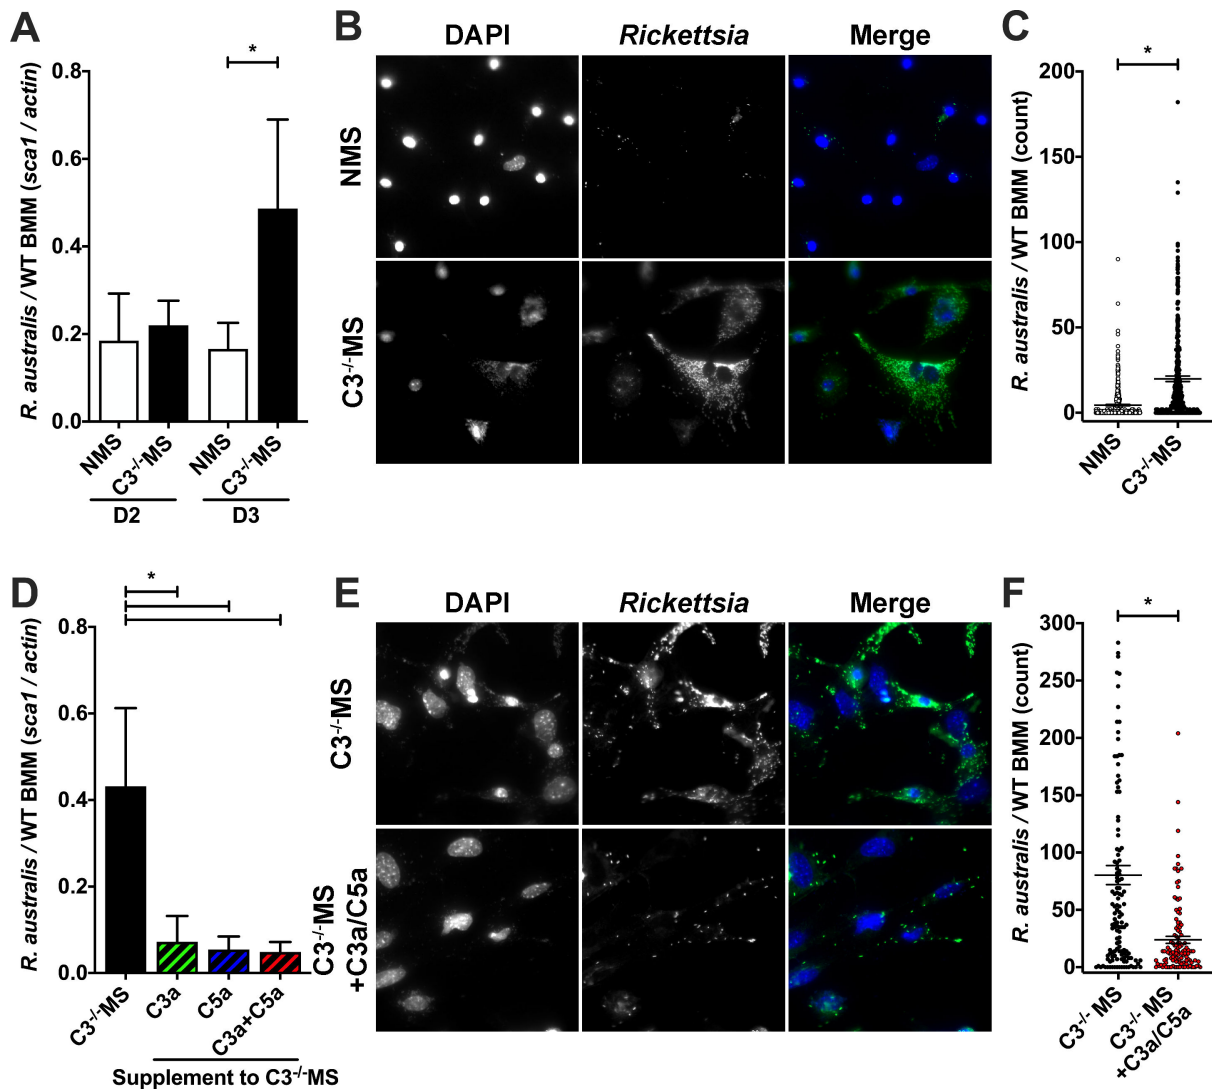 A
R. australis / WT BMM (sca1 / actin)
0.8
0.6
0.4
0.2
0.0
*
NMS
C3-/-MS
NMS
C3-/-MS
D2
D3
B
DAPI
Rickettsia
Merge
NMS
C3-/-MS
C
R. australis / WT BMM (count)
200
150
100
50
0
*
NMS
C3-/-MS
D
R. australis / WT BMM (sca1 / actin)
0.8
0.6
0.4
0.2
0.0
*
C3-/-MS
C3a
C5a
C3a+C5a
Supplement to C3-/-MS
E
DAPI
Rickettsia
Merge
C3-/-MS
C3-/-MS
+C3a/C5a
F
R. australis / WT BMM (count)
300
250
200
150
100
50
0
*
C3-/- MS
C3-/- MS
+C3a/C5a